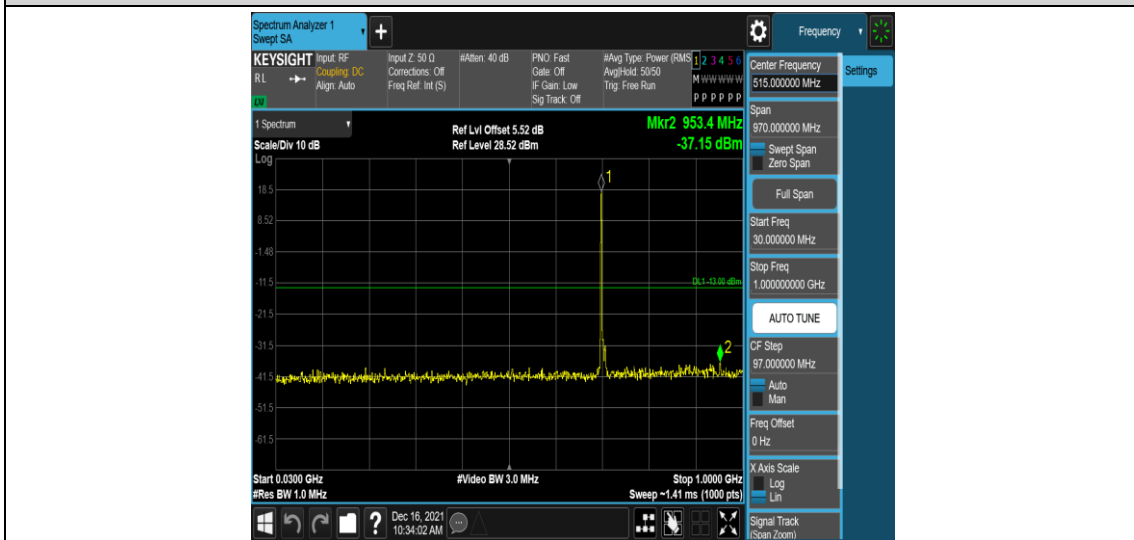 Spectrum Analyzer 1
Swept SA
+
Frequency
KEYSIGHT
RL
LXI
Input: RF
Coupling: DC
Align: Auto
Input Z: 50 Ω
Corrections: Off
Freq Ref: Int (S)
#Atten: 40 dB
PNO: Fast
Gate: Off
IF Gain: Low
Sig Track: Off
#Avg Type: Power (RMS
Avg|Hold: 50/50
Trig: Free Run
1 2 3 4 5 6
M W W W W W
P P P P P P
1 Spectrum
Scale/Div 10 dB
Log
Ref Lvl Offset 5.52 dB
Ref Level 28.52 dBm
Mkr2 953.4 MHz
-37.15 dBm
18.5
8.52
-1.48
-11.5
-21.5
-31.5
-41.5
-51.5
-61.5
1
DL1 -13.00 dBm
2
Start 0.0300 GHz
#Res BW 1.0 MHz
#Video BW 3.0 MHz
Stop 1.0000 GHz
Sweep ~1.41 ms (1000 pts)
?
Dec 16, 2021
10:34:02 AM
Center Frequency
515.000000 MHz
Settings
Span
970.000000 MHz
Swept Span
Zero Span
Full Span
Start Freq
30.000000 MHz
Stop Freq
1.000000000 GHz
AUTO TUNE
CF Step
97.000000 MHz
Auto
Man
Freq Offset
0 Hz
X Axis Scale
Log
Lin
Signal Track
(Span Zoom)